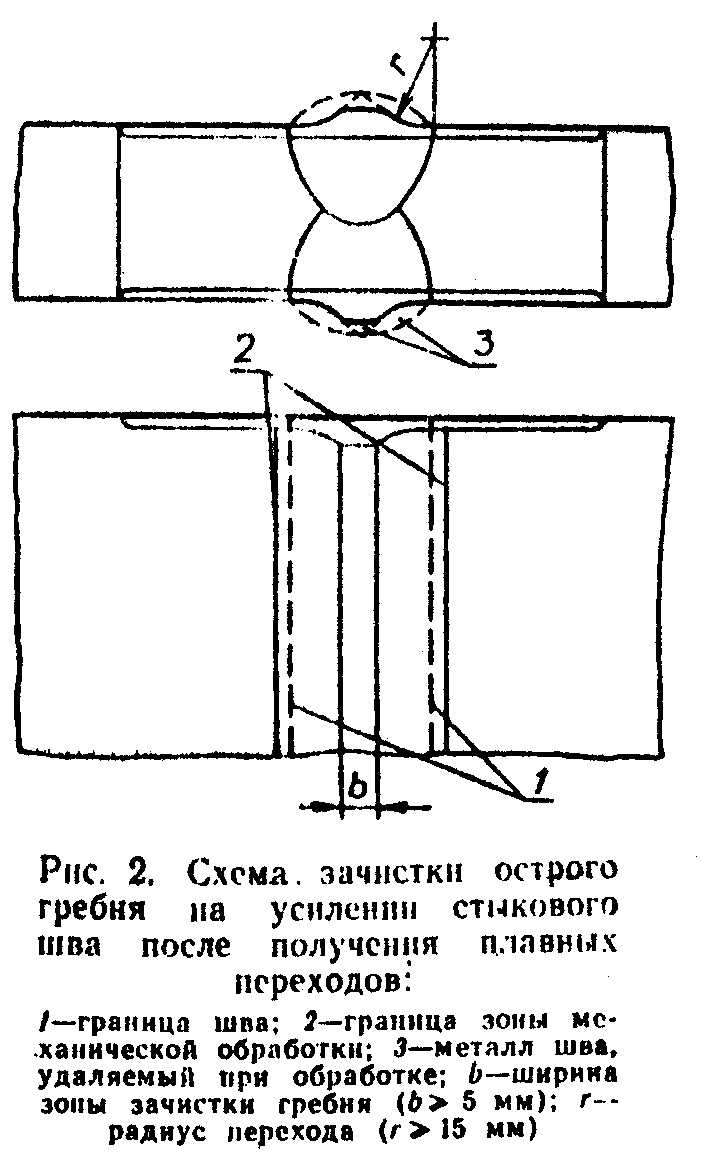 r
3
2
1
b
Рис. 2. Схема зачистки острого
гребня на усилении стыкового
шва после получения плавных
переходов:
1—граница шва; 2—граница зоны ме-
ханической обработки; 3—металл шва,
удаляемый при обработке; b—ширина
зоны зачистки гребня (b > 5 мм); r—
радиус перехода (r > 15 мм)